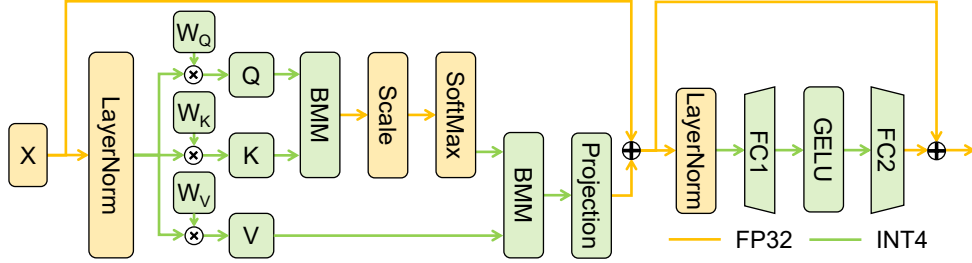 X
LayerNorm
W_Q
W_K
W_V
Q
K
V
BMM
Scale
SoftMax
BMM
Projection
LayerNorm
FC1
GELU
FC2
FP32
INT4